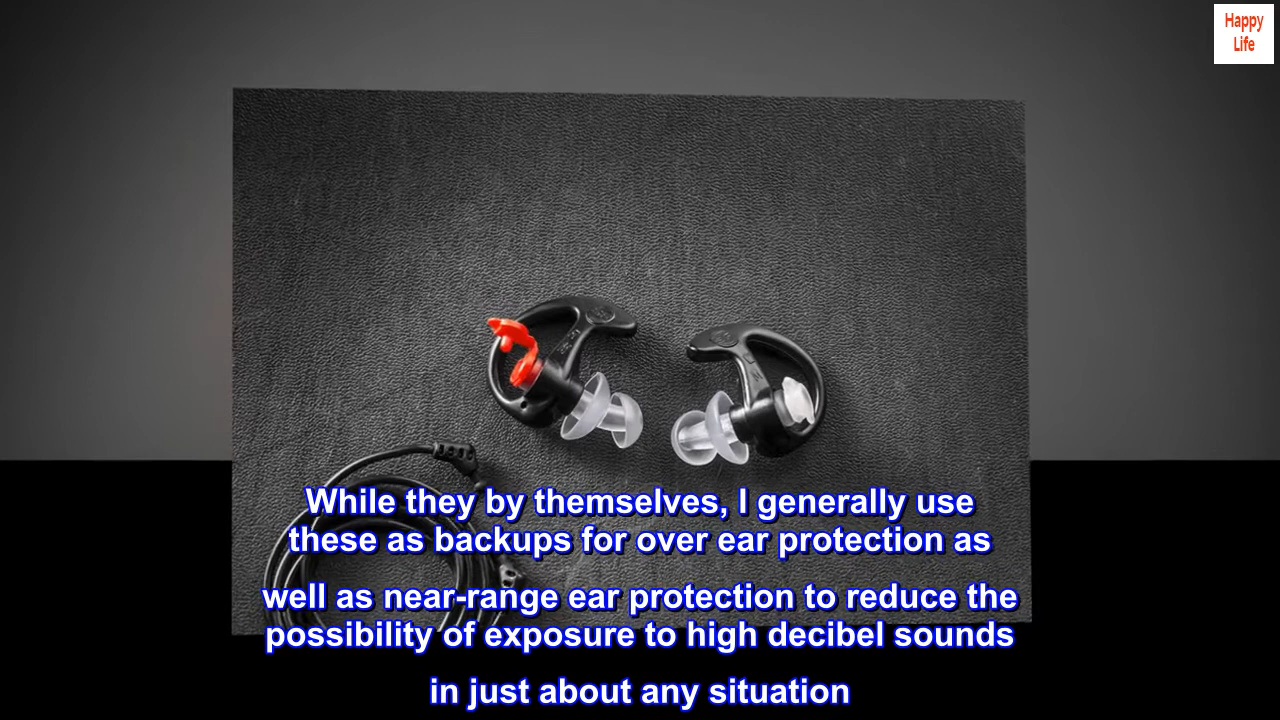 Happy
Life
While they by themselves, I generally use
these as backups for over ear protection as
well as near-range ear protection to reduce the
possibility of exposure to high decibel sounds
in just about any situation